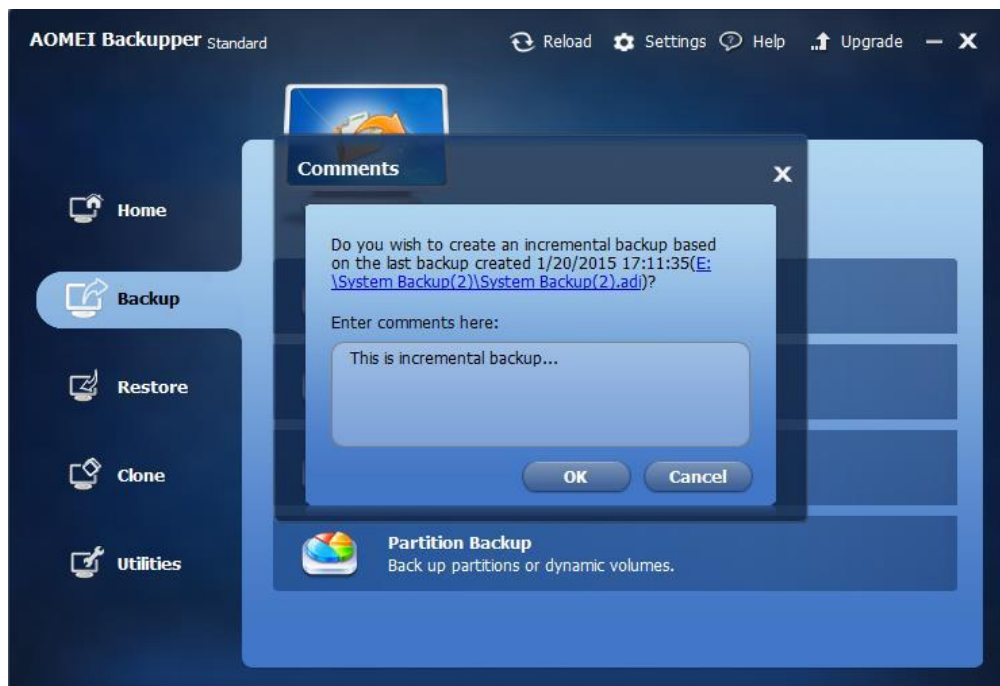 AOMEI Backupper Standard
Reload Settings Help Upgrade
Comments
Home
Do you wish to create an incremental backup based
on the last backup created 1/20/2015 17:11:35(E:
\System Backup(2)\System Backup(2).adi)?
Backup
Enter comments here:
This is incremental backup...
Restore
Clone
OK Cancel
Partition Backup
Back up partitions or dynamic volumes.
Utilities